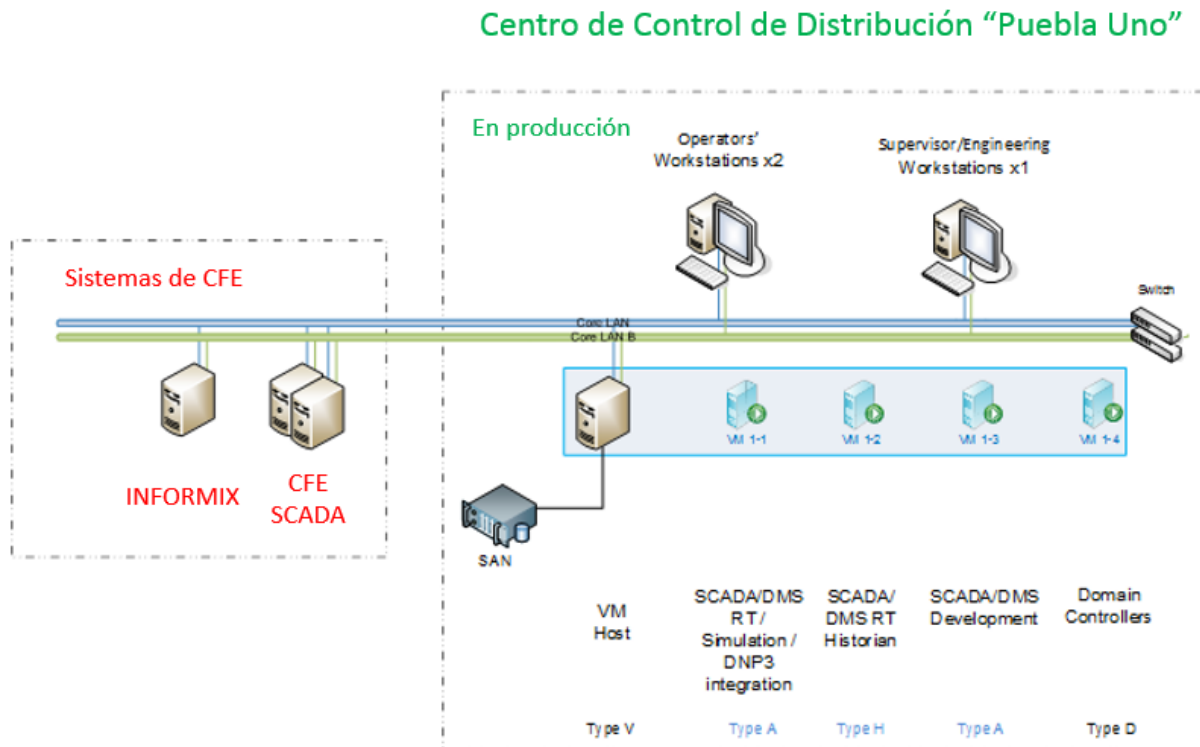 Centro de Control de Distribución “Puebla Uno”
En producción
Operators’
Workstations x2
Supervisor/Engineering
Workstations x1
Sistemas de CFE
Switch
Core LAN
Core LAN B
VM 1-1
VM 1-2
VM 1-3
VM 1-4
INFORMIX
CFE
SCADA
SAN
VM
Host
SCADA/DMS
RT /
Simulation /
DNP3
integration
SCADA/
DMS RT
Historian
SCADA/DMS
Development
Domain
Controllers
Type V
Type A
Type H
Type A
Type D